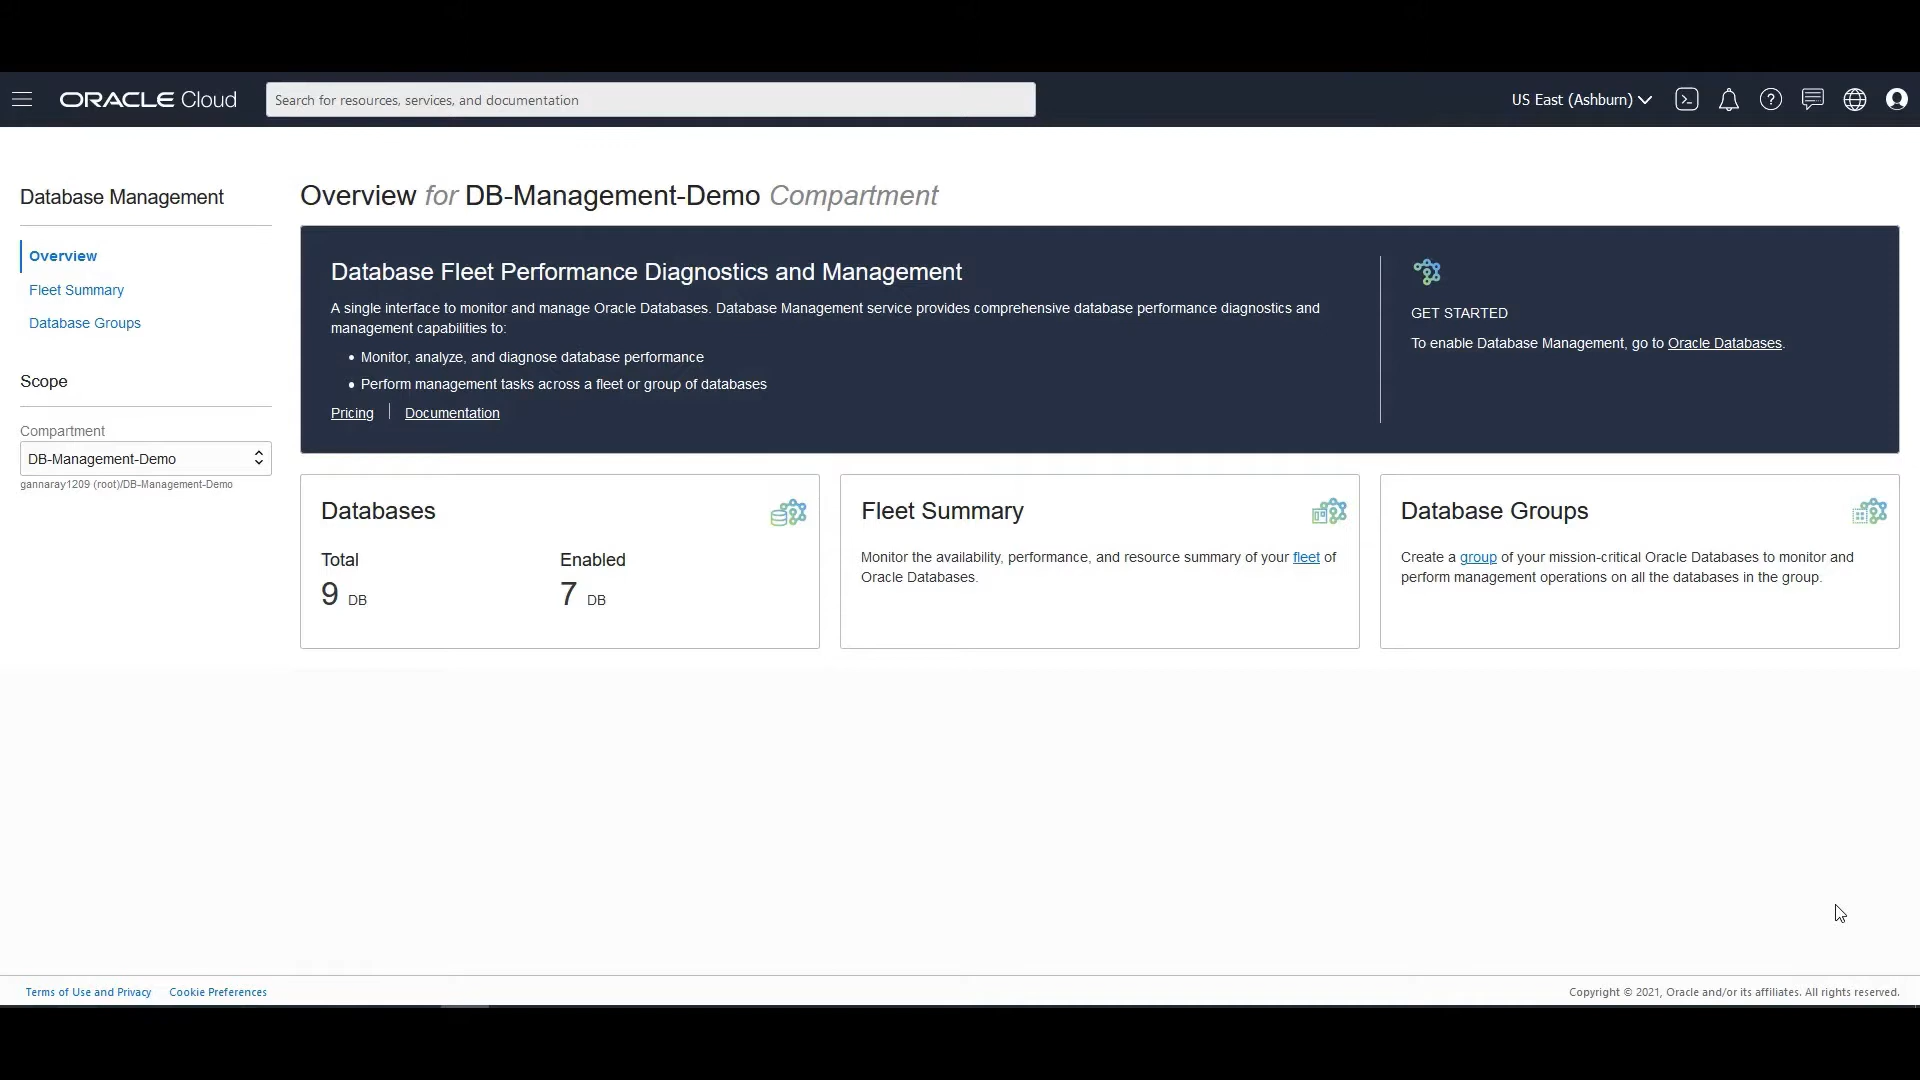 ORACLE Cloud
Search for resources, services, and documentation
US East (Ashburn)
Database Management
Overview
Fleet Summary
Database Groups
Scope
Compartment
DB-Management-Demo
gannaray1209 (root)/DB-Management-Demo
Overview for DB-Management-Demo Compartment
Database Fleet Performance Diagnostics and Management
A single interface to monitor and manage Oracle Databases. Database Management service provides comprehensive database performance diagnostics and
management capabilities to:
• Monitor, analyze, and diagnose database performance
• Perform management tasks across a fleet or group of databases
Pricing | Documentation
GET STARTED
To enable Database Management, go to Oracle Databases.
Databases
Total
9 DB
Enabled
7 DB
Fleet Summary
Monitor the availability, performance, and resource summary of your fleet of
Oracle Databases.
Database Groups
Create a group of your mission-critical Oracle Databases to monitor and
perform management operations on all the databases in the group.
Terms of Use and Privacy
Cookie Preferences
Copyright © 2021, Oracle and/or its affiliates. All rights reserved.